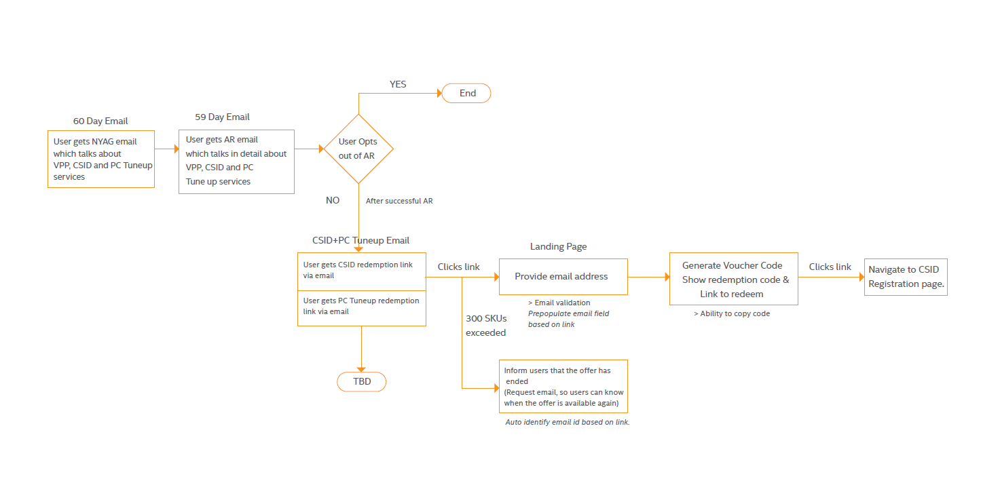 60 Day Email
User gets NYAG email
which talks about
VPP, CSID and PC Tuneup
services
59 Day Email
User gets AR email
which talks in detail about
VPP, CSID and PC
Tune up services
User Opts
out of AR
YES
End
NO
After successful AR
CSID+PC Tuneup Email
User gets CSID redemption link
via email
User gets PC Tuneup redemption
link via email
TBD
Clicks link
300 SKUs
exceeded
Landing Page
Provide email address
> Email validation
Prepopulate email field
based on link
Inform users that the offer has
ended
(Request email, so users can know
when the offer is available again)
Auto identify email id based on link.
Generate Voucher Code
Show redemption code &
Link to redeem
> Ability to copy code
Clicks link
Navigate to CSID
Registration page.